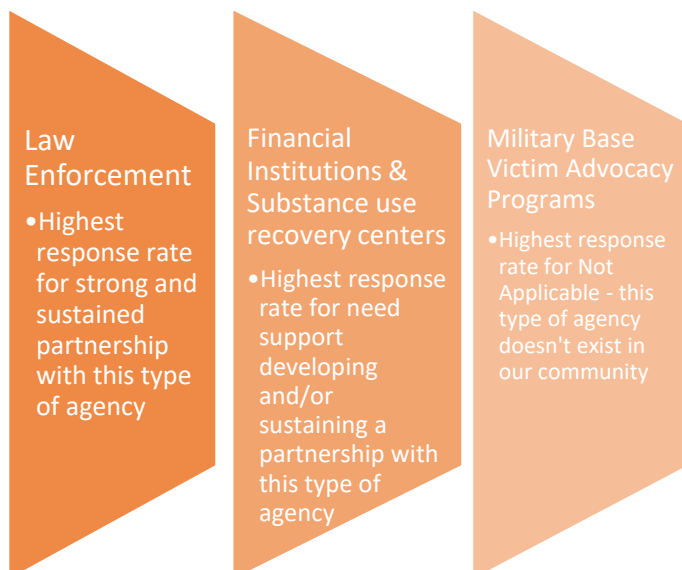 Law
Enforcement
•Highest
response rate
for strong and
sustained
partnership
with this type
of agency
Financial
Institutions &
Substance use
recovery centers
•Highest response
rate for need
support
developing
and/or
sustaining a
partnership with
this type of
agency
Military Base
Victim Advocacy
Programs
•Highest response
rate for Not
Applicable - this
type of agency
doesn't exist in
our community